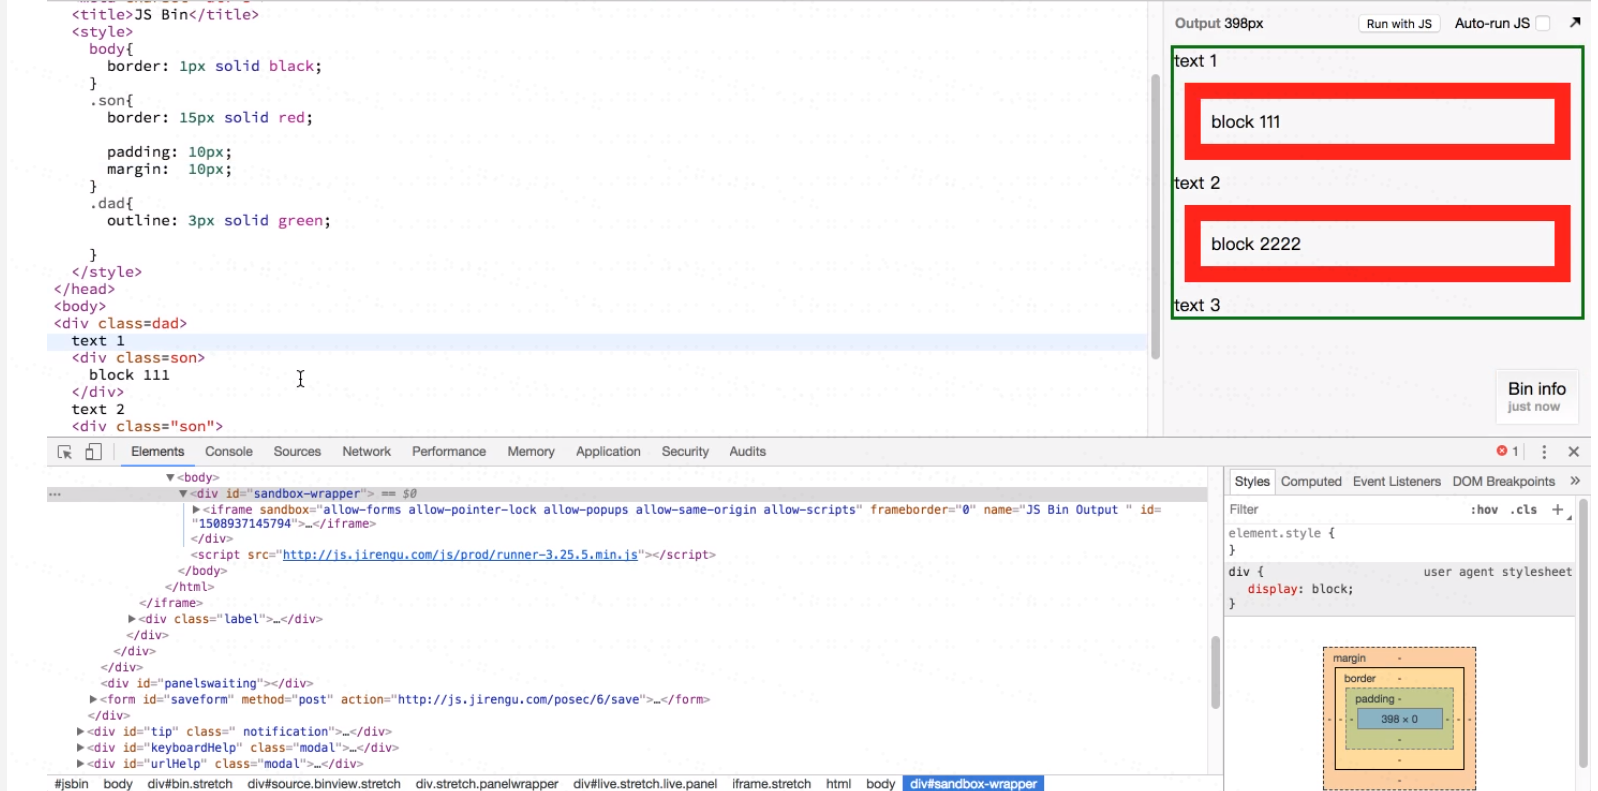 <title>JS Bin</title>
<style>
body{
border: 1px solid black;
}
.son{
border: 15px solid red;
padding: 10px;
margin:  10px;
}
.dad{
outline: 3px solid green;
}
</style>
</head>
<body>
<div class=dad>
text 1
<div class=son>
block 111
</div>
text 2
<div class="son">
Output 398px
Run with JS
Auto-run JS
text 1
block 111
text 2
block 2222
text 3
Bin info
just now
Elements Console Sources Network Performance Memory Application Security Audits
1
▼<body>
… ▼<div id="sandbox-wrapper"> == $0
▶<iframe sandbox="allow-forms allow-pointer-lock allow-popups allow-same-origin allow-scripts" frameborder="0" name="JS Bin Output " id=
"1508937145794">…</iframe>
</div>
<script src="http://js.jirengu.com/js/prod/runner-3.25.5.min.js"></script>
</body>
</html>
</iframe>
▶<div class="label">…</div>
</div>
</div>
</div>
<div id="panelswaiting"></div>
▶<form id="saveform" method="post" action="http://js.jirengu.com/posec/6/save">…</form>
</div>
▶<div id="tip" class=" notification">…</div>
▶<div id="keyboardHelp" class="modal">…</div>
▶<div id="urlHelp" class="modal">…</div>
#jsbin body div#bin.stretch div#source.binview.stretch div.stretch.panelwrapper div#live.stretch.live.panel iframe.stretch html body div#sandbox-wrapper
Styles Computed Event Listeners DOM Breakpoints »
Filter :hov .cls +
element.style {
}
div { user agent stylesheet
display: block;
}
margin -
border -
padding -
- - - 398 × 0 - - -
-
-
-